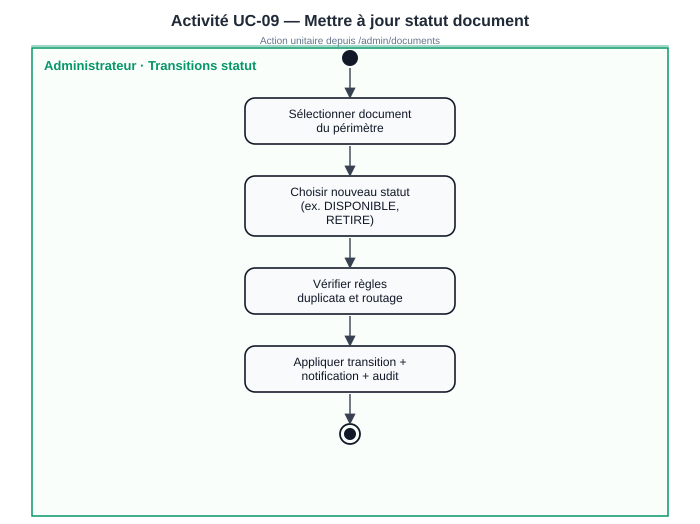 Activité UC-09 — Mettre à jour statut document
Action unitaire depuis /admin/documents
Administrateur · Transitions statut
Sélectionner document
du périmètre
Choisir nouveau statut
(ex. DISPONIBLE,
RETIRE)
Vérifier règles
duplicata et routage
Appliquer transition +
notification + audit